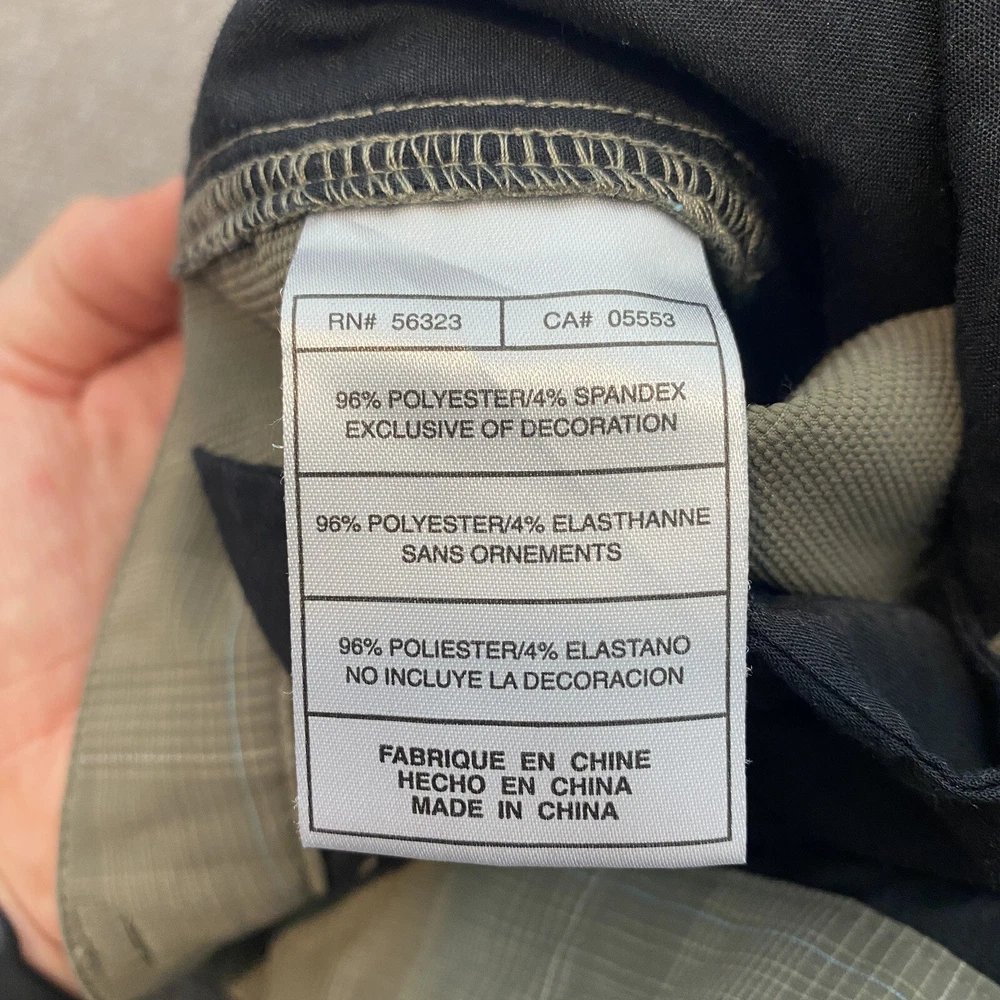 RN# 56323 CA# 05553
96% POLYESTER/4% SPANDEX
EXCLUSIVE OF DECORATION
96% POLYESTER/4% ELASTHANNE
SANS ORNEMENTS
96% POLIESTER/4% ELASTANO
NO INCLUYE LA DECORACION
FABRIQUE EN CHINE
HECHO EN CHINA
MADE IN CHINA